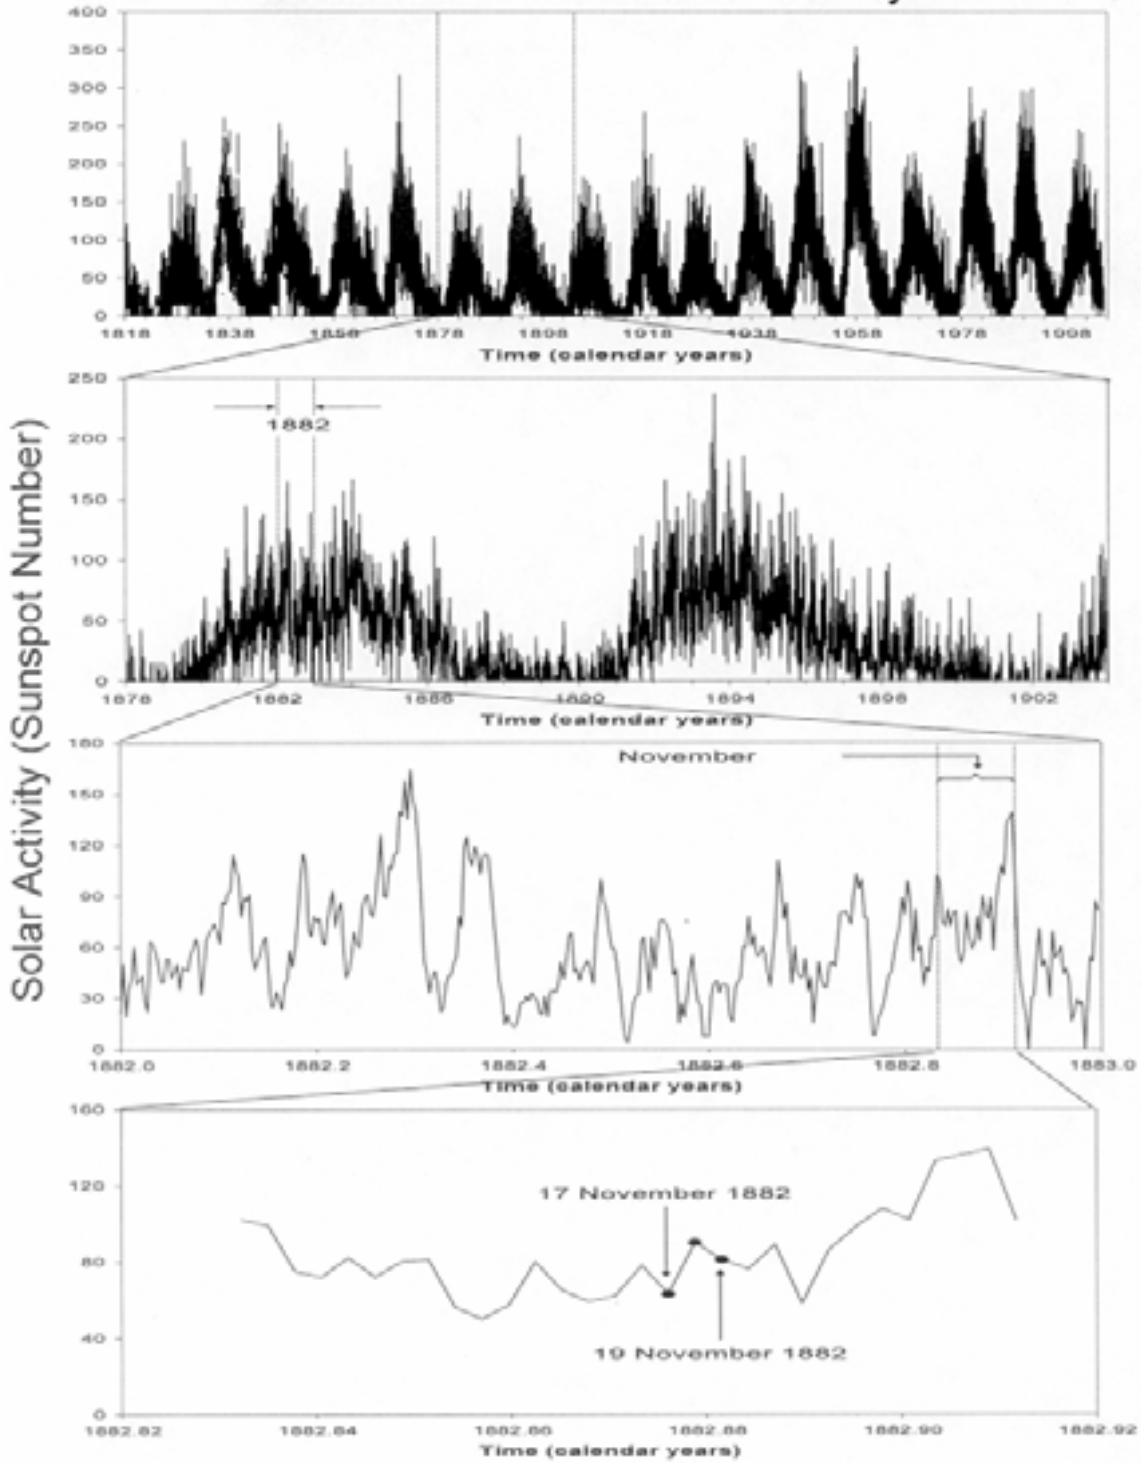 400
350
300
250
200
150
100
50
0
1818 1838 1858 1878 1898 1918 1938 1958 1978 1998
Time (calendar years)
Solar Activity (Sunspot Number)
250
200
150
100
50
0
1882
1878 1882 1886 1890 1894 1898 1902
Time (calendar years)
180
150
120
90
60
30
0
November
1882.0 1882.2 1882.4 1882.6 1882.8 1883.0
Time (calendar years)
160
120
80
40
0
17 November 1882
19 November 1882
1882.82 1882.84 1882.86 1882.88 1882.90 1882.92
Time (calendar years)